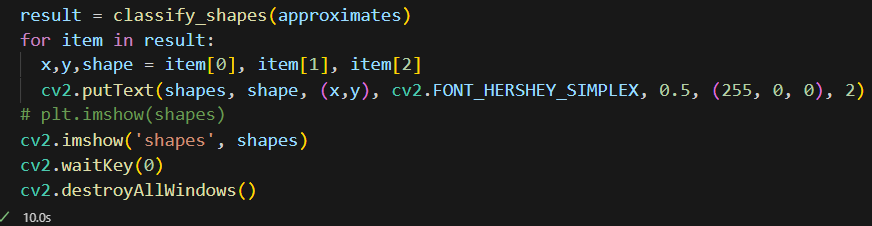 result = classify_shapes(approximates)
for item in result:
  x,y,shape = item[0], item[1], item[2]
  cv2.putText(shapes, shape, (x,y), cv2.FONT_HERSHEY_SIMPLEX, 0.5, (255, 0, 0), 2)
# plt.imshow(shapes)
cv2.imshow('shapes', shapes)
cv2.waitKey(0)
cv2.destroyAllWindows()
✓ 10.0s